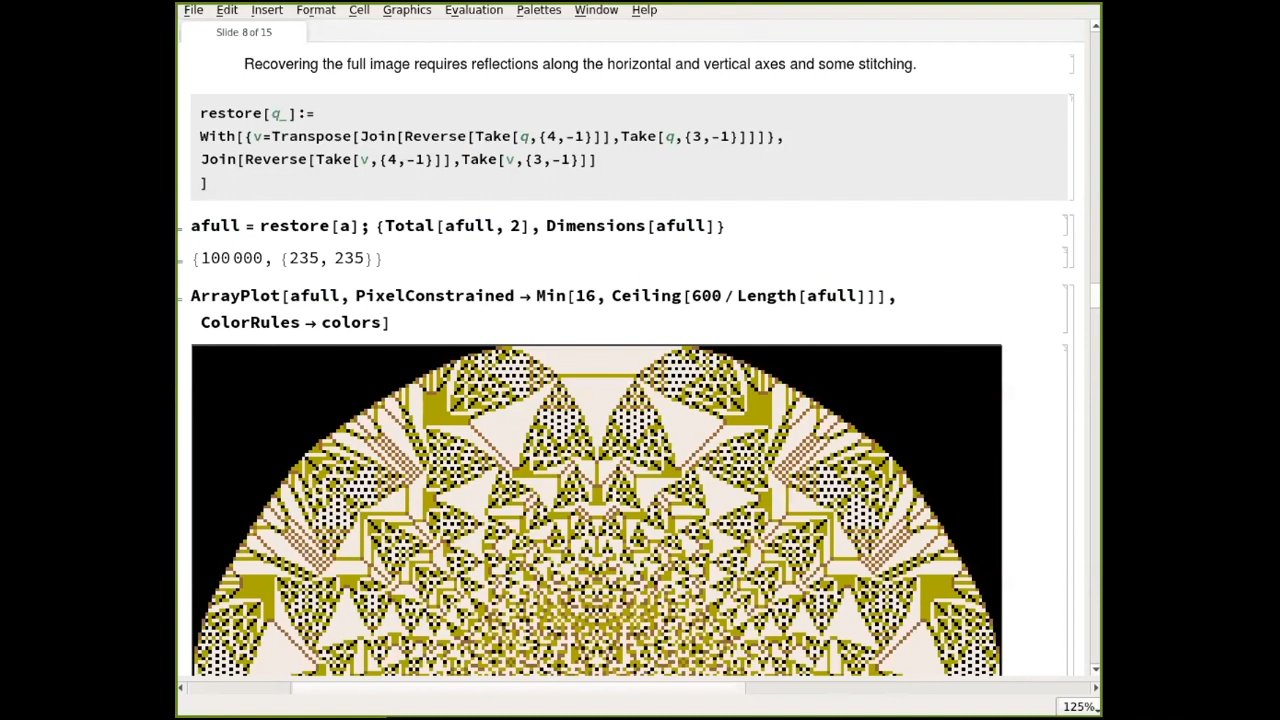 File Edit Insert Format Cell Graphics Evaluation Palettes Window Help
Slide 8 of 15
Recovering the full image requires reflections along the horizontal and vertical axes and some stitching.
restore[q_]:=
With[{v=Transpose[Join[Reverse[Take[q,{4,-1}]],Take[q,{3,-1}]]]},
Join[Reverse[Take[v,{4,-1}]],Take[v,{3,-1}]]
]
afull = restore[a]; {Total[afull, 2], Dimensions[afull]}
{100000, {235, 235}}
ArrayPlot[afull, PixelConstrained → Min[16, Ceiling[600 / Length[afull]]],
ColorRules → colors]
125%